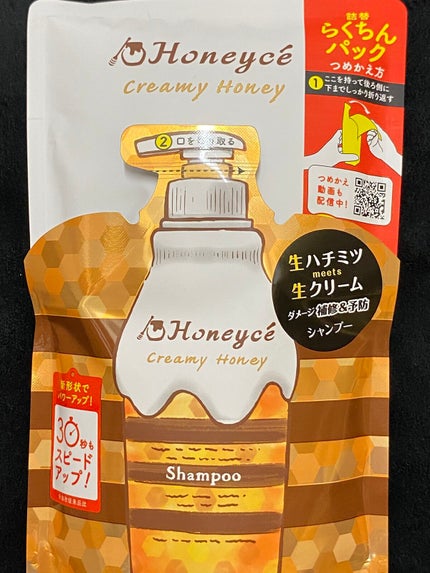 Honeycé
Creamy Honey
詰替
らくちん
パック
つめかえ方
1 ここを持って後ろ側に
下までしっかり折り返す
つめかえ
動画も
配信中!
2 口を切り取る
生ハチミツ
meets
生クリーム
ダメージ補修&予防
シャンプー
Honeycé
Creamy Honey
新形状で
パワーアップ!
30秒も
スピード
アップ!
Shampoo